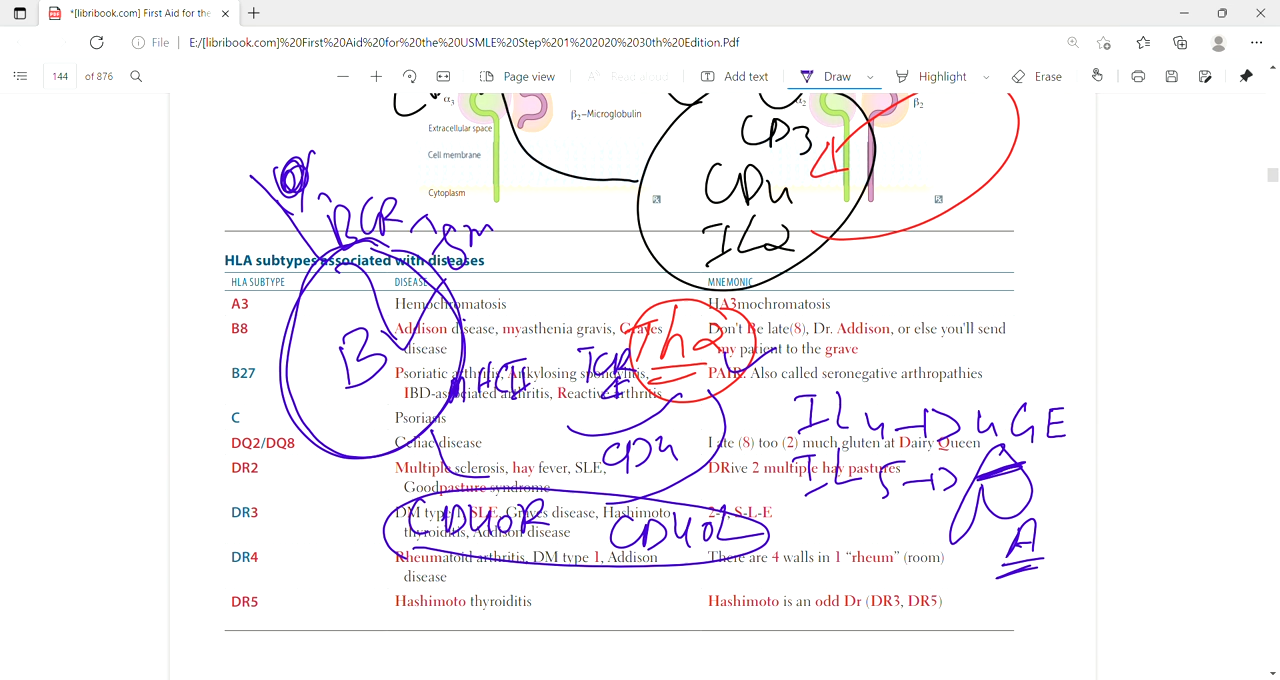 *[libribook.com] First Aid for the
File E:/[libribook.com]%20First%20Aid%20for%20the%20USMLE%20Step%201%202020%2030th%20Edition.Pdf
144 of 876 Page view Read aloud Add text Draw Highlight Erase
α3 β2–Microglobulin α2 β2
Extracellular space
Cell membrane
Cytoplasm
CD3
CD4
IL2
BCR IgM
HLA subtypes associated with diseases
HLA SUBTYPE DISEASE MNEMONIC
A3 Hemochromatosis HA3mochromatosis
B8 Addison disease, myasthenia gravis, Graves Don't Be late(8), Dr. Addison, or else you'll send
disease my patient to the grave
B27 Psoriatic arthritis, Ankylosing spondylitis, PAIR. Also called seronegative arthropathies
IBD-associated arthritis, Reactive arthritis
C Psoriasis
DQ2/DQ8 Celiac disease I ate (8) too (2) much gluten at Dairy Queen
DR2 Multiple sclerosis, hay fever, SLE, DRive 2 multiple hay pastures
Goodpasture syndrome
DR3 DM type 1, SLE, Graves disease, Hashimoto 2-3, S-L-E
thyroiditis, Addison disease
DR4 Rheumatoid arthritis, DM type 1, Addison There are 4 walls in 1 “rheum” (room)
disease
DR5 Hashimoto thyroiditis Hashimoto is an odd Dr (DR3, DR5)
B
Th2
MHCII TCR
CD4
CD40R CD40L
IL4 → 4 G E
IL5 →
A